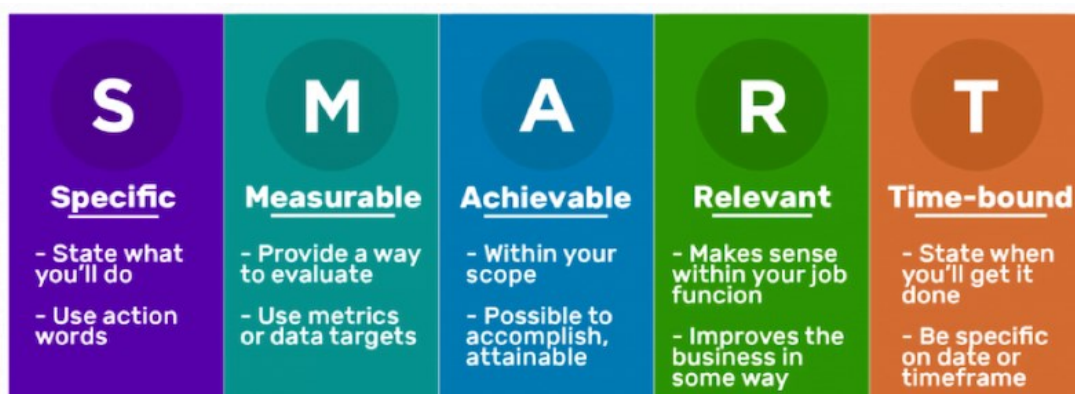 S
Specific
- State what
you'll do
- Use action
words
M
Measurable
- Provide a way
to evaluate
- Use metrics
or data targets
A
Achievable
- Within your
scope
- Possible to
accomplish,
attainable
R
Relevant
- Makes sense
within your job
funcion
- Improves the
business in
some way
T
Time-bound
- State when
you'll get it
done
- Be specific
on date or
timeframe